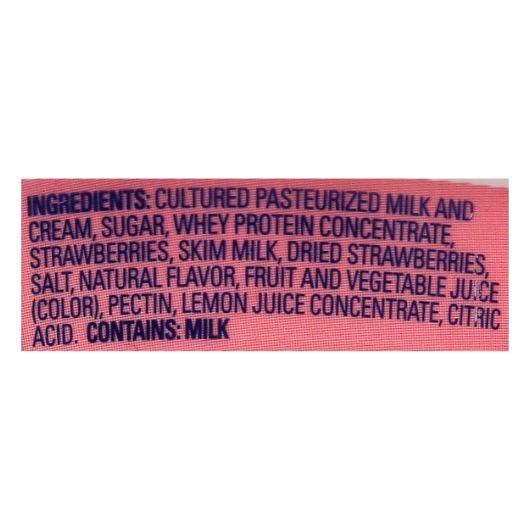 INGREDIENTS: CULTURED PASTEURIZED MILK AND
CREAM, SUGAR, WHEY PROTEIN CONCENTRATE,
STRAWBERRIES, SKIM MILK, DRIED STRAWBERRIES,
SALT, NATURAL FLAVOR, FRUIT AND VEGETABLE JUICE
(COLOR), PECTIN, LEMON JUICE CONCENTRATE, CITRIC
ACID. CONTAINS: MILK